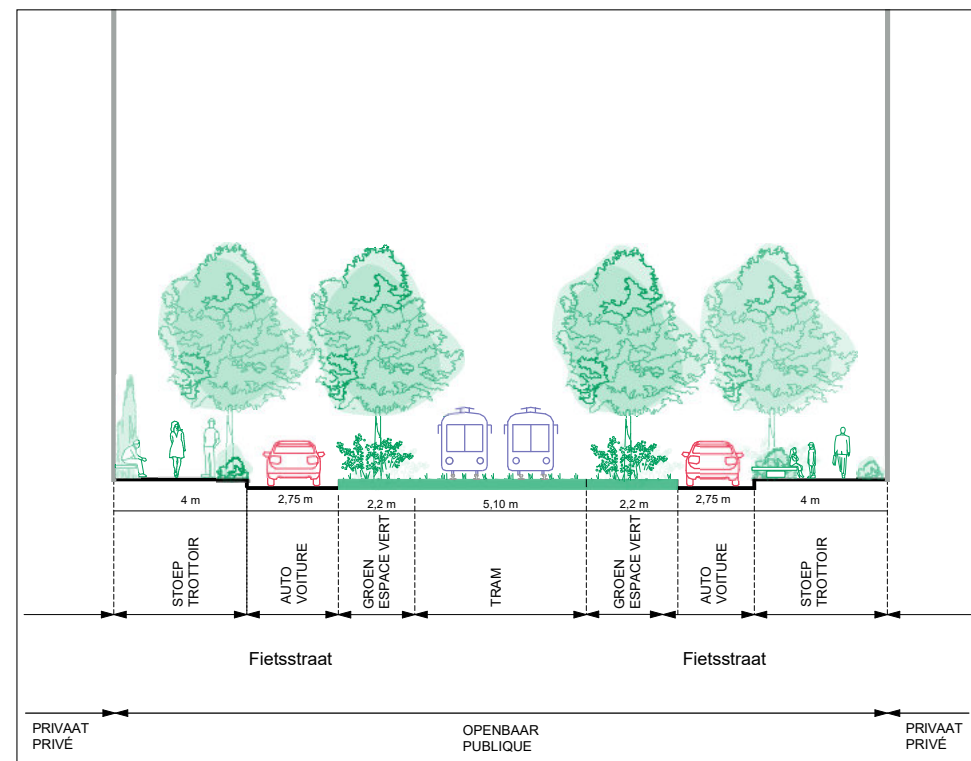 4 m
2,75 m
2,2 m
5,10 m
2,2 m
2,75 m
4 m
STOEP
TROTTOIR
AUTO
VOITURE
GROEN
ESPACE VERT
TRAM
GROEN
ESPACE VERT
AUTO
VOITURE
STOEP
TROTTOIR
Fietsstraat
Fietsstraat
PRIVAAT
PRIVÉ
OPENBAAR
PUBLIQUE
PRIVAAT
PRIVÉ